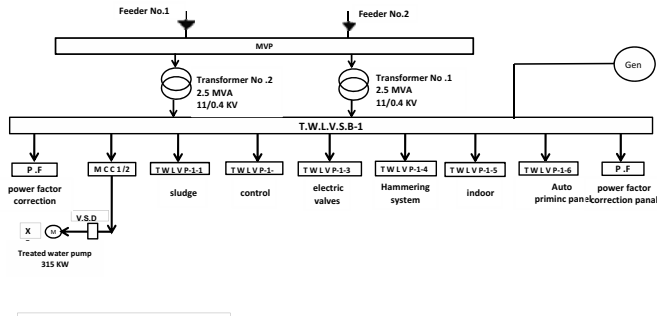 Feeder No.1
Feeder No.2
MVP
Gen
Transformer No .2
2.5 MVA
11/0.4 KV
Transformer No .1
2.5 MVA
11/0.4 KV
T.W.L.V.S.B-1
P .F
M C C 1 /2
T W L V P-1-1
T W L V P-1-
T W L V P-1-3
T W L V P-1-4
T W L V P-1-5
T W L V P-1-6
P .F
power factor
correction
sludge
control
electric
valves
Hammering
system
indoor
Auto
priminc panel
power factor
correction panal
V.S.D
X
M
Treated water pump
315 KW